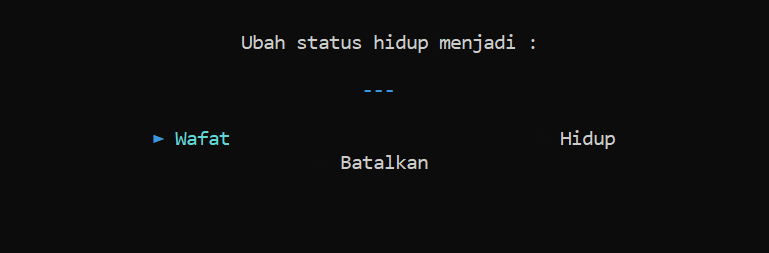 Ubah status hidup menjadi :
---
► Wafat Hidup
Batalkan